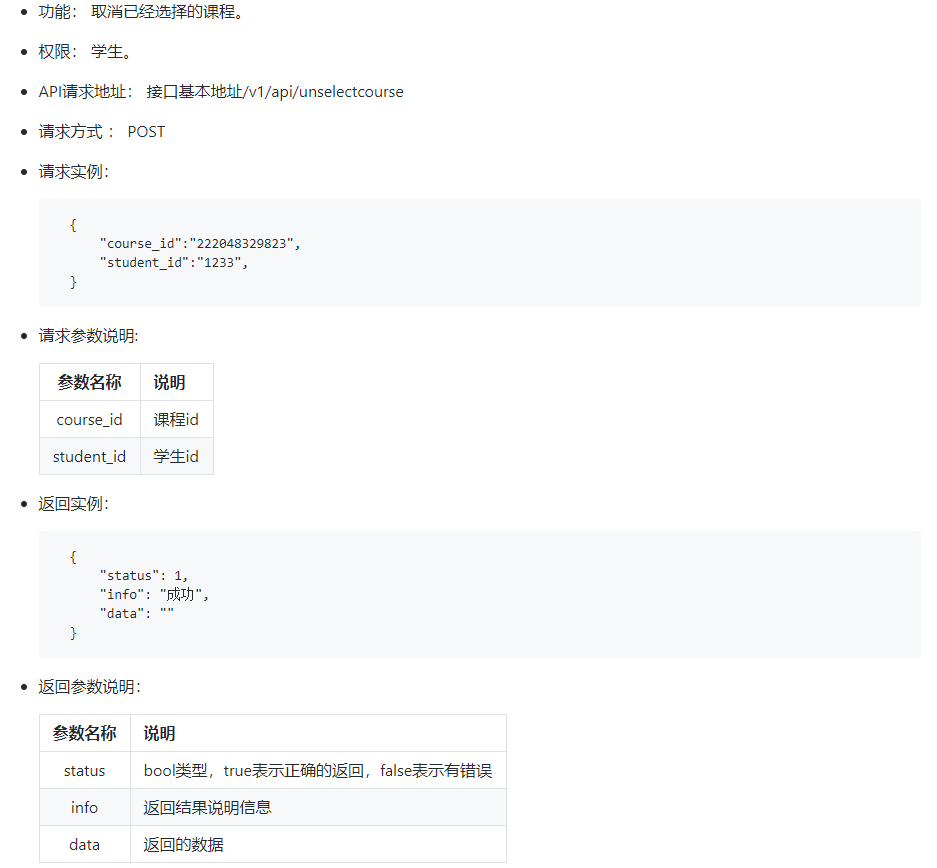 功能： 取消已经选择的课程。
权限： 学生。
API请求地址： 接口基本地址/v1/api/unselectcourse
请求方式 ： POST
请求实例：
{
"course_id":"222048329823",
"student_id":"1233",
}
请求参数说明:
参数名称 说明
course_id 课程id
student_id 学生id
返回实例：
{
"status": 1,
"info": "成功",
"data": ""
}
返回参数说明：
参数名称 说明
status bool类型，true表示正确的返回，false表示有错误
info 返回结果说明信息
data 返回的数据